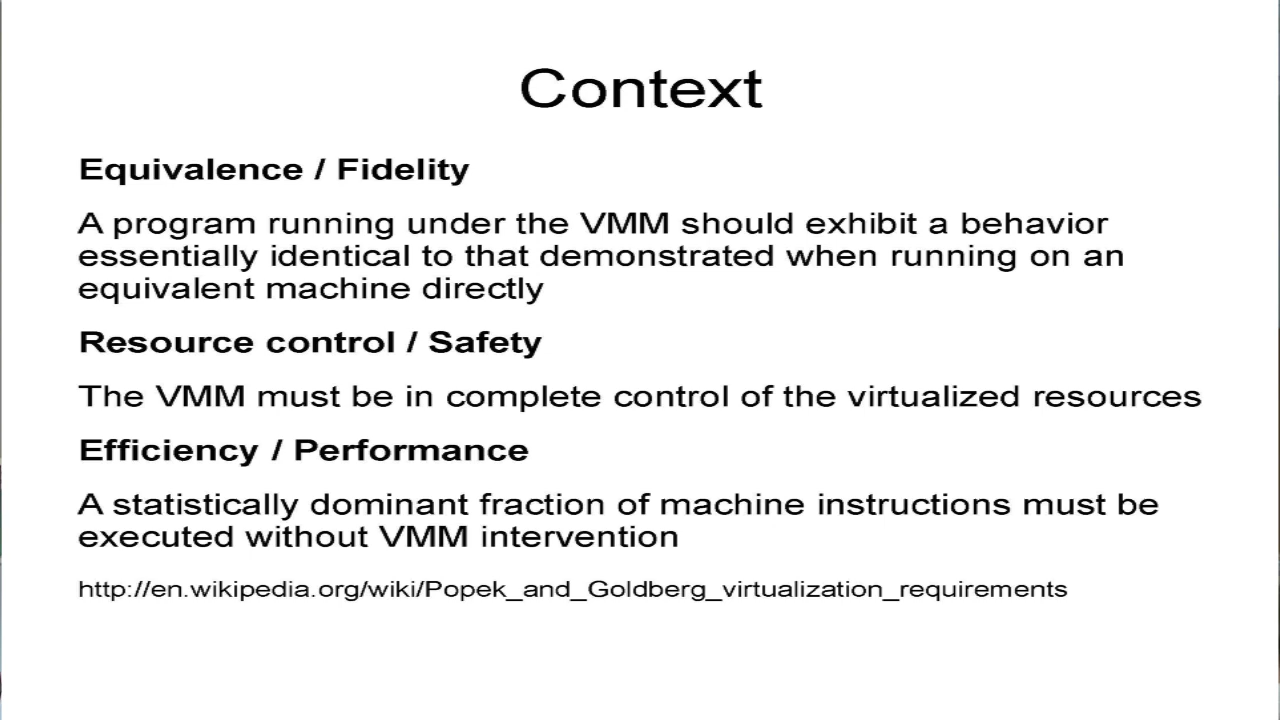 Context
Equivalence / Fidelity
A program running under the VMM should exhibit a behavior
essentially identical to that demonstrated when running on an
equivalent machine directly
Resource control / Safety
The VMM must be in complete control of the virtualized resources
Efficiency / Performance
A statistically dominant fraction of machine instructions must be
executed without VMM intervention
http://en.wikipedia.org/wiki/Popek_and_Goldberg_virtualization_requirements